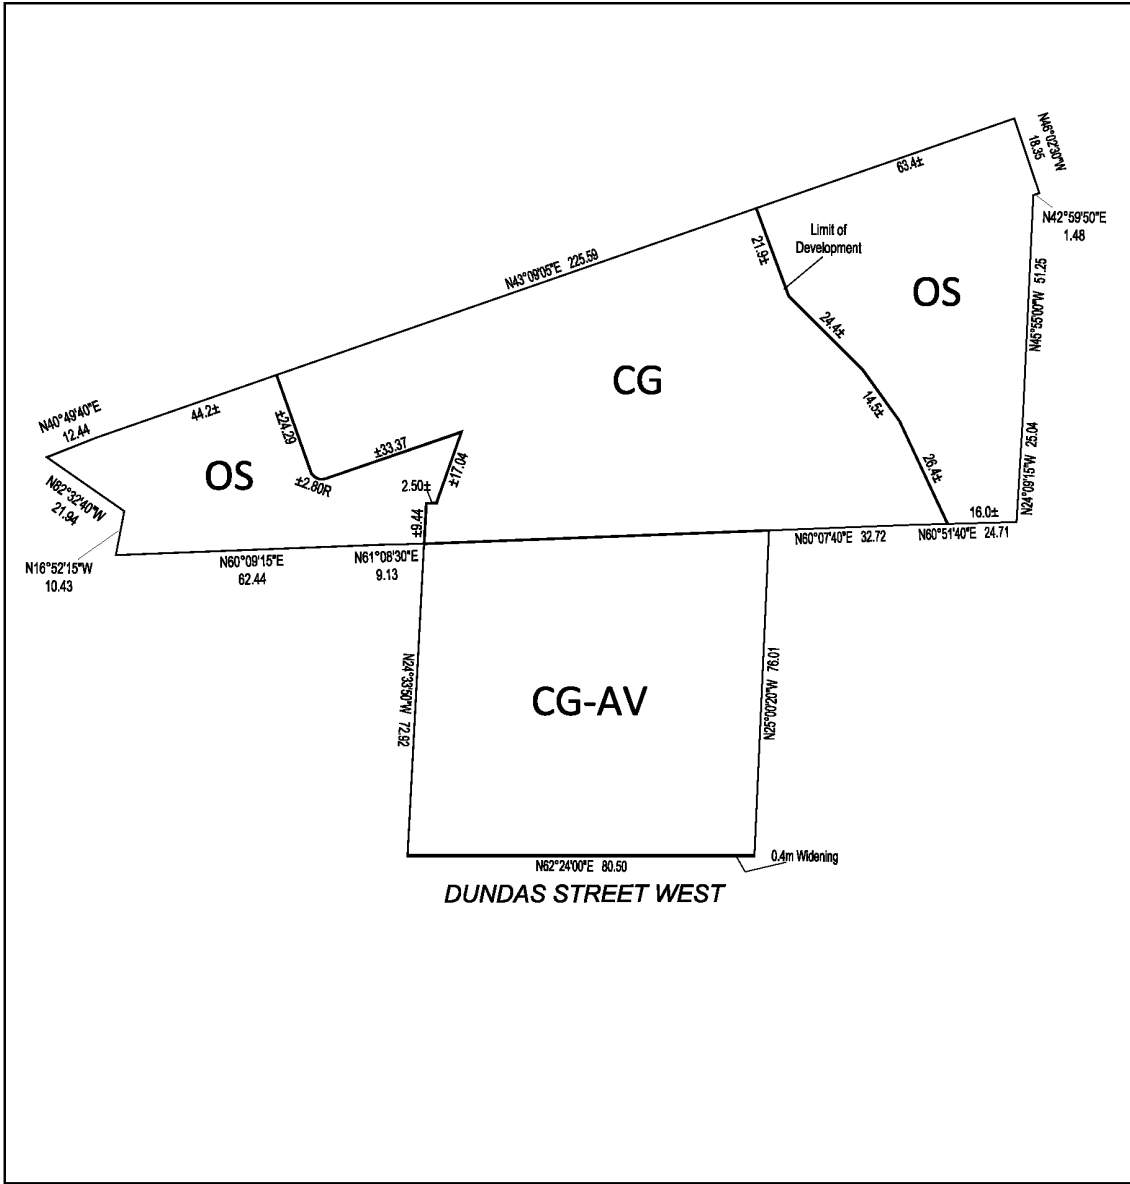 N46°02'30"W
18.35
63.4±
N42°59'50"E
1.48
21.9±
Limit of
Development
N43°09'05"E 225.59
OS
N45°55'00"W 51.25
24.4±
CG
14.5±
44.2±
N40°49'40"E
12.44
±24.29
±33.37
±17.04
OS
±2.80R
2.50±
26.4±
N24°09'15"W 25.04
N82°32'40"W
21.94
±9.44
16.0±
N60°07'40"E 32.72
N60°51'40"E 24.71
N16°52'15"W
10.43
N60°09'15"E
62.44
N61°08'30"E
9.13
N24°33'50"W 72.92
CG-AV
N25°00'20"W 76.01
N62°24'00"E 80.50
0.4m Widening
DUNDAS STREET WEST